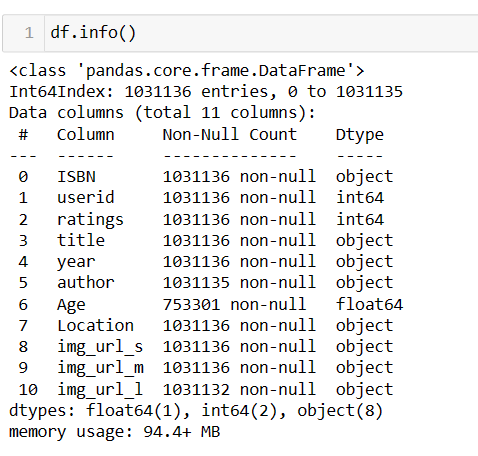 1 df.info()
<class 'pandas.core.frame.DataFrame'>
Int64Index: 1031136 entries, 0 to 1031135
Data columns (total 11 columns):
 #   Column     Non-Null Count    Dtype
---  ------     --------------    -----
 0   ISBN       1031136 non-null  object
 1   userid     1031136 non-null  int64
 2   ratings    1031136 non-null  int64
 3   title      1031136 non-null  object
 4   year       1031136 non-null  object
 5   author     1031135 non-null  object
 6   Age        753301 non-null   float64
 7   Location   1031136 non-null  object
 8   img_url_s  1031136 non-null  object
 9   img_url_m  1031136 non-null  object
 10  img_url_l  1031132 non-null  object
dtypes: float64(1), int64(2), object(8)
memory usage: 94.4+ MB